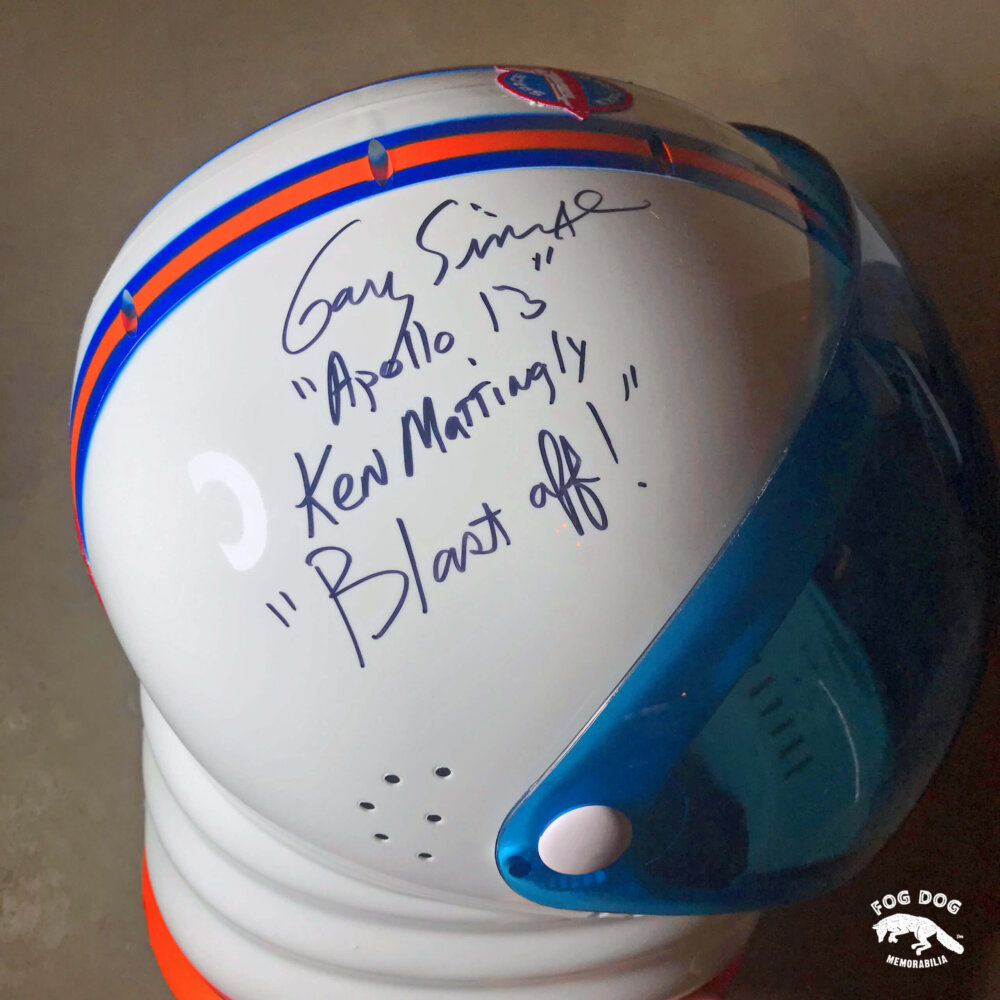 Gary Sinise
"Apollo 13"
Ken Mattingly
"Blast off!"
FOG DOG
MEMORABILIA